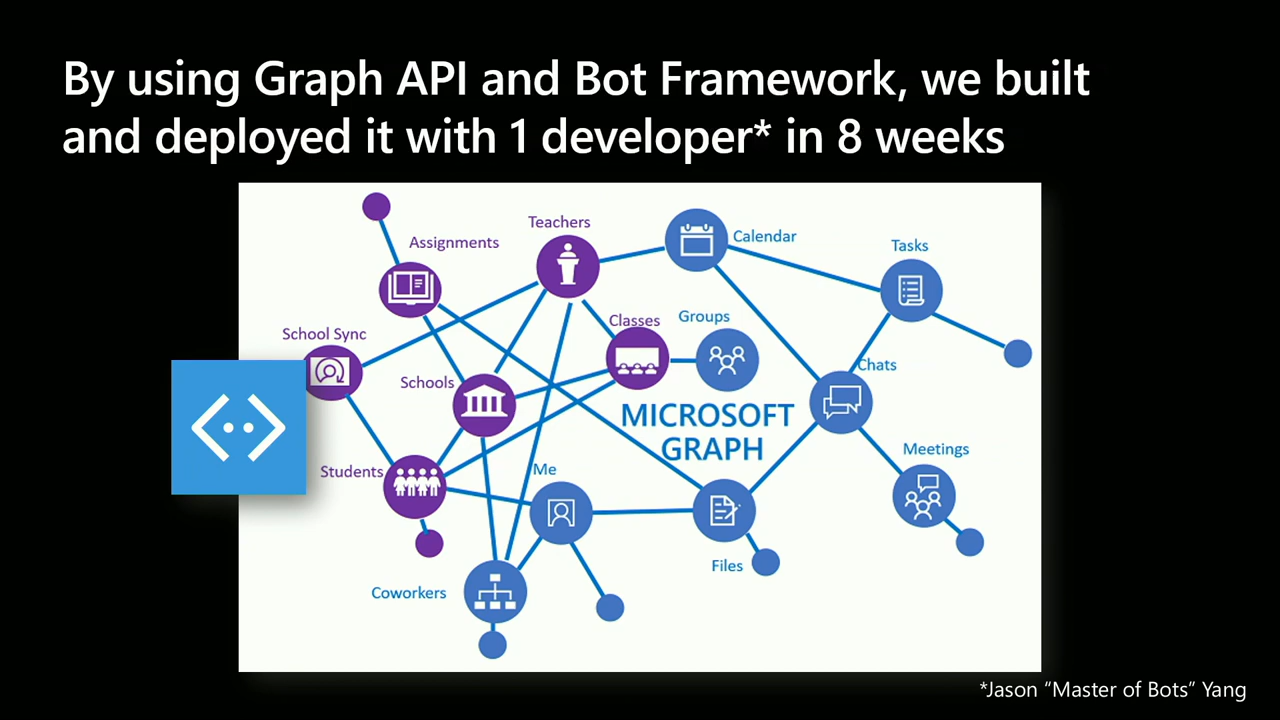 By using Graph API and Bot Framework, we built
and deployed it with 1 developer* in 8 weeks
Teachers
Assignments
Calendar
Tasks
School Sync
Classes
Groups
Schools
Chats
MICROSOFT
GRAPH
Students
Me
Meetings
Files
Coworkers
*Jason “Master of Bots” Yang